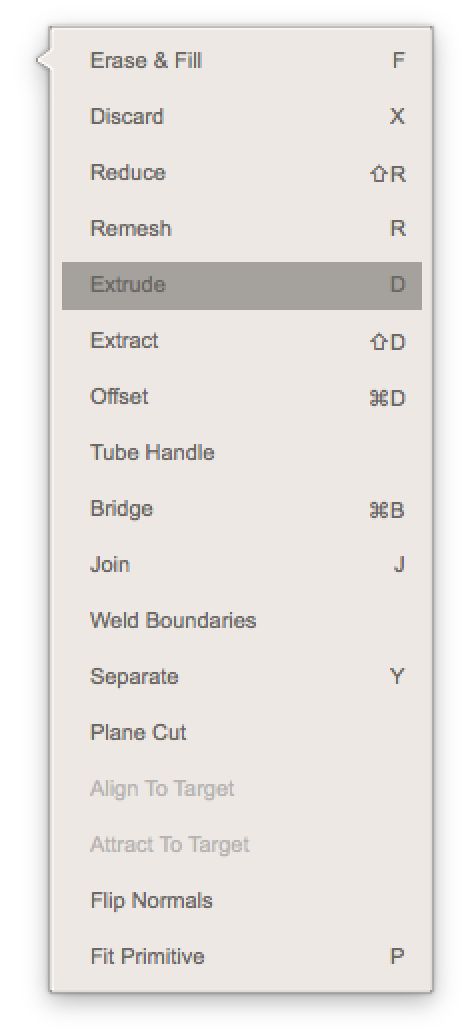 Erase & Fill F
Discard X
Reduce ⇧R
Remesh R
Extrude D
Extract ⇧D
Offset ⌘D
Tube Handle
Bridge ⌘B
Join J
Weld Boundaries
Separate Y
Plane Cut
Align To Target
Attract To Target
Flip Normals
Fit Primitive P